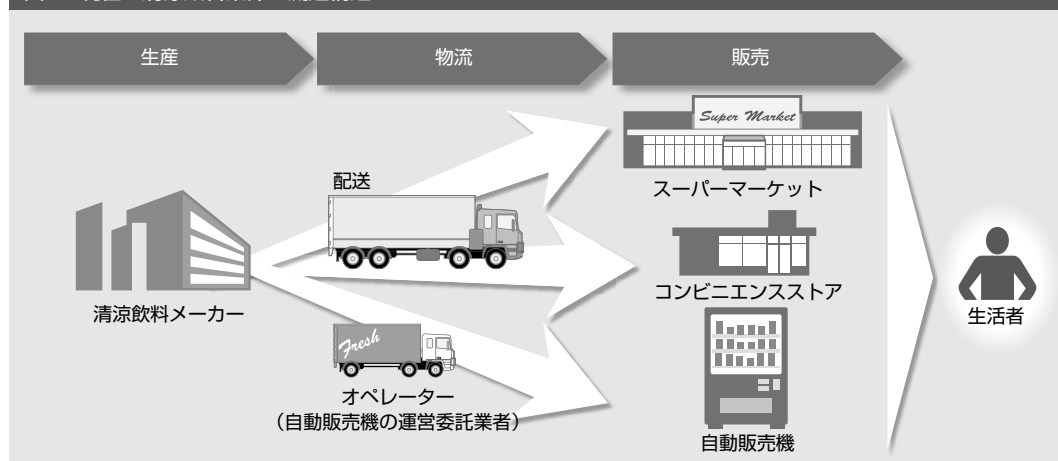 生産
物流
販売
Super Market
配送
スーパーマーケット
清涼飲料メーカー
コンビニエンスストア
生活者
Fresh
オペレーター
（自動販売機の運営委託業者）
自動販売機